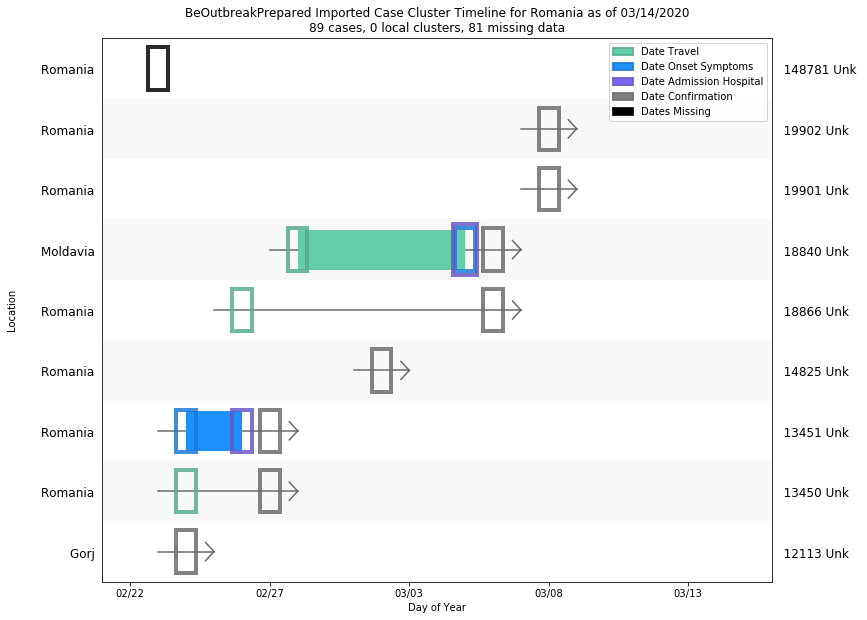 BeOutbreakPrepared Imported Case Cluster Timeline for Romania as of 03/14/2020
89 cases, 0 local clusters, 81 missing data
Date Travel
Date Onset Symptoms
Date Admission Hospital
Date Confirmation
Dates Missing
Romania 148781 Unk
Romania 19902 Unk
Romania 19901 Unk
Moldavia 18840 Unk
Romania 18866 Unk
Romania 14825 Unk
Romania 13451 Unk
Romania 13450 Unk
Gorj 12113 Unk
Location
02/22 02/27 03/03 03/08 03/13
Day of Year